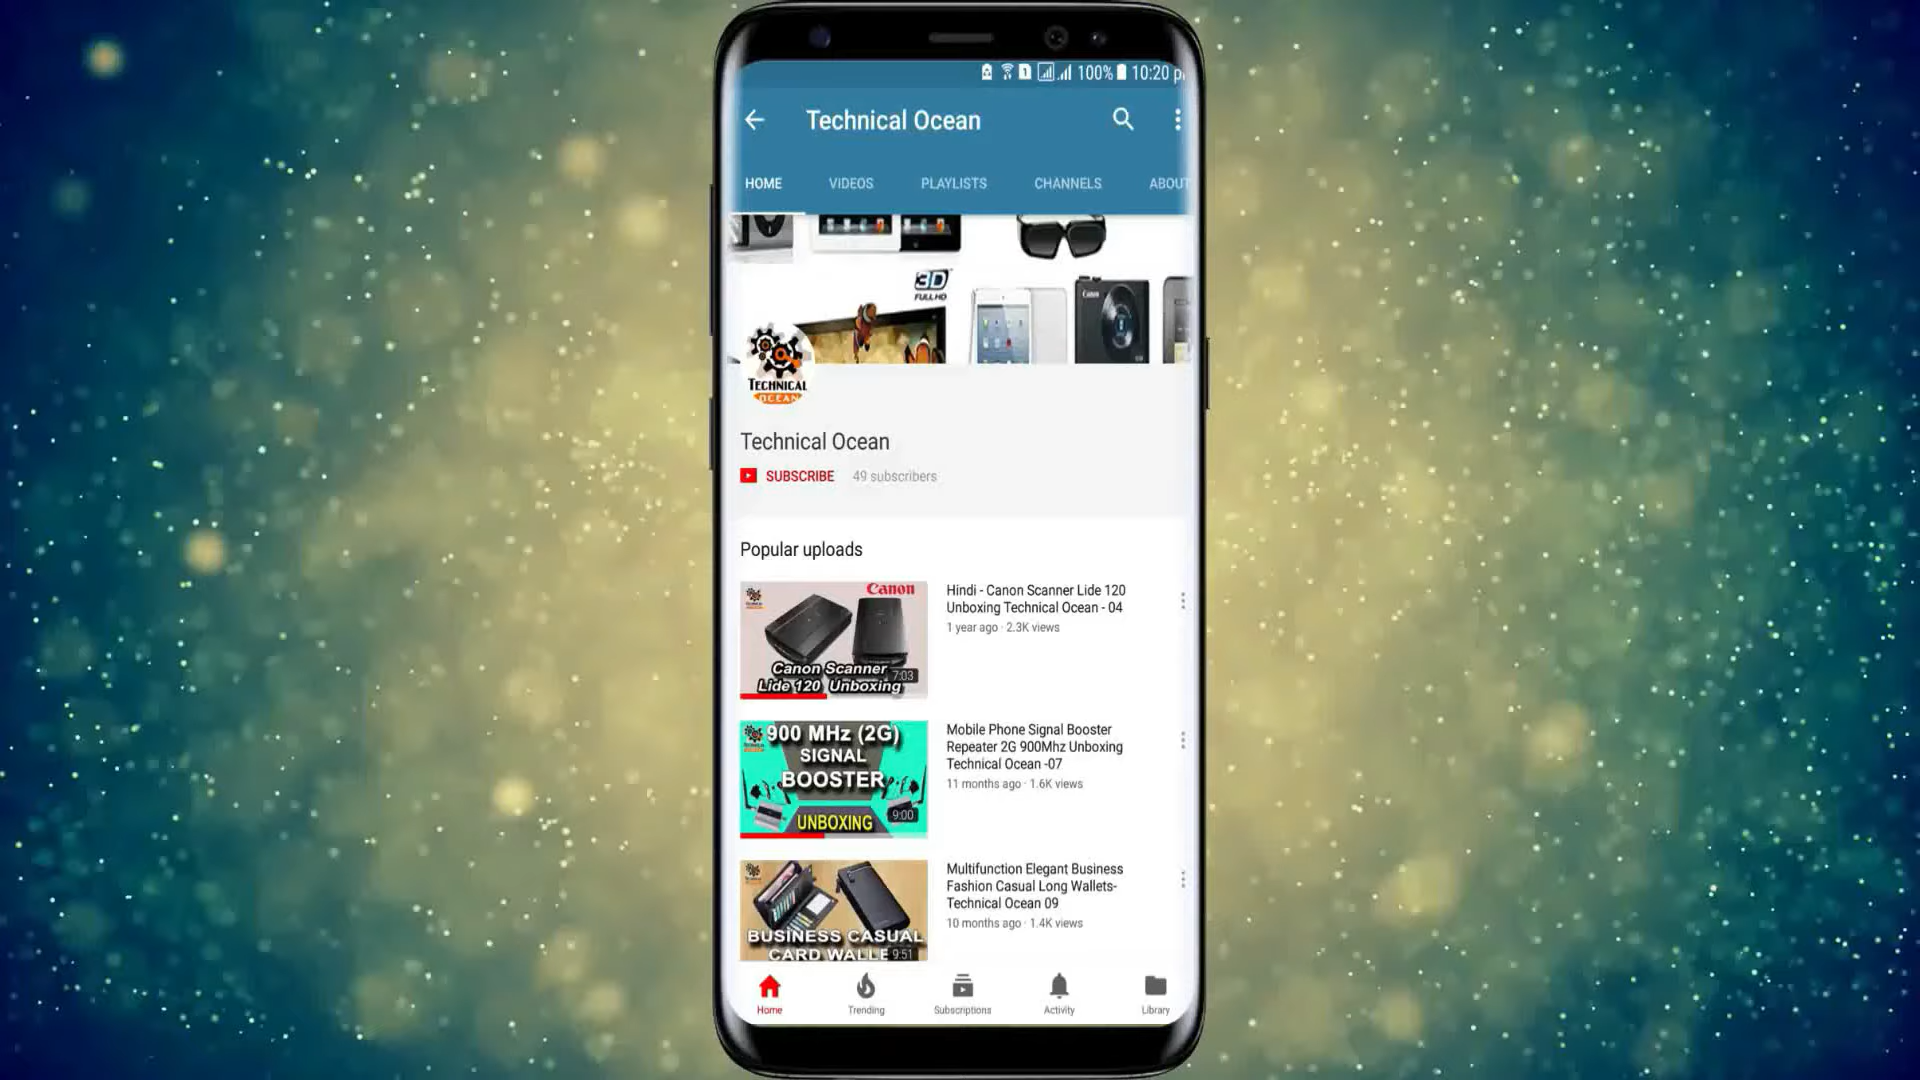 100% 10:20 p
Technical Ocean
HOME VIDEOS PLAYLISTS CHANNELS ABOUT
3D
FULL HD
Canon
TECHNICAL
OCEAN
Technical Ocean
SUBSCRIBE 49 subscribers
Popular uploads
Canon
Canon Scanner
Lide 120 Unboxing
7:03
Hindi - Canon Scanner Lide 120
Unboxing Technical Ocean - 04
1 year ago · 2.3K views
900 MHz (2G)
SIGNAL
BOOSTER
UNBOXING
9:00
Mobile Phone Signal Booster
Repeater 2G 900Mhz Unboxing
Technical Ocean -07
11 months ago · 1.6K views
BUSINESS CASUAL
CARD WALLE
9:51
Multifunction Elegant Business
Fashion Casual Long Wallets-
Technical Ocean 09
10 months ago · 1.4K views
Home Trending Subscriptions Activity Library